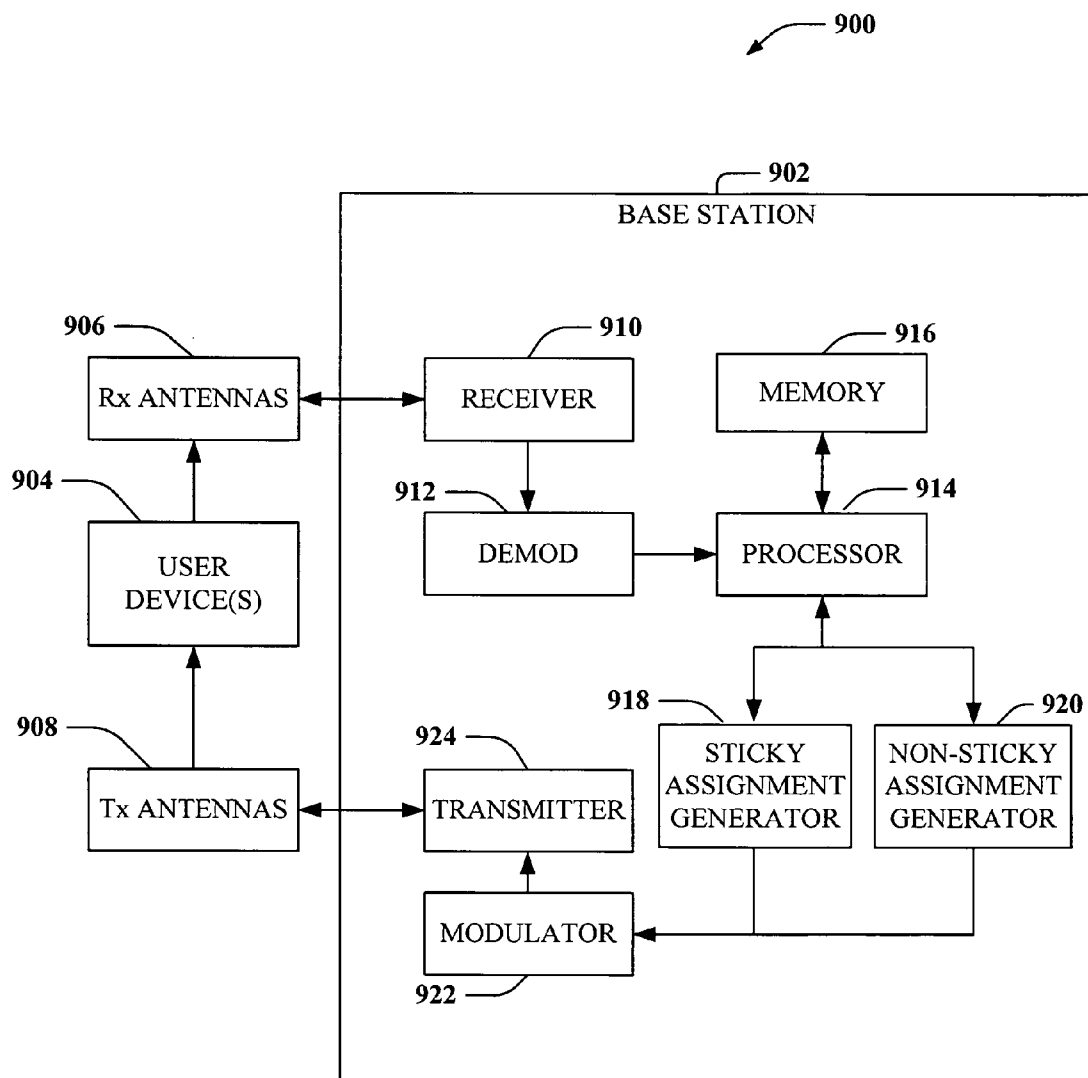 900
902
BASE STATION
906
910
916
Rx ANTENNAS
RECEIVER
MEMORY
904
912
914
USER
DEVICE(S)
DEMOD
PROCESSOR
908
924
918
920
Tx ANTENNAS
TRANSMITTER
STICKY
ASSIGNMENT
GENERATOR
NON-STICKY
ASSIGNMENT
GENERATOR
MODULATOR
922